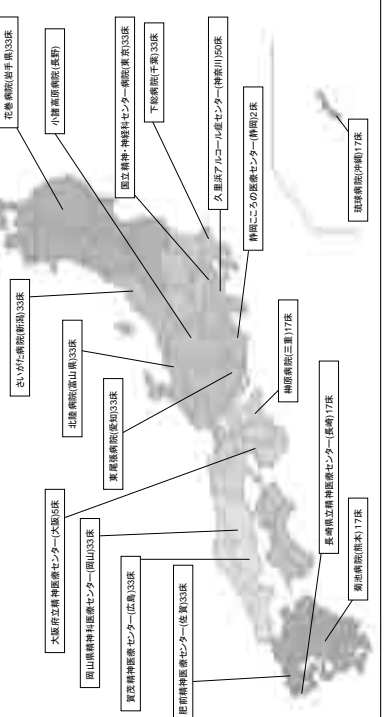 花巻病院(岩手県)33床
小諸高原病院(長野)
国立精神・神経科センター病院(東京)33床
下総病院(千葉)33床
久里浜アルコール症センター(神奈川)50床
静岡こころの医療センター(静岡)2床
琉球病院(沖縄)17床
さいがた病院(新潟)33床
北陸病院(富山県)33床
東尾張病院(愛知)33床
榊原病院(三重)17床
大阪府立精神医療センター(大阪)5床
岡山県精神科医療センター(岡山)33床
賀茂精神医療センター(広島)33床
肥前精神医療センター(佐賀)33床
長崎県立精神医療センター(長崎)17床
菊池病院(熊本)17床